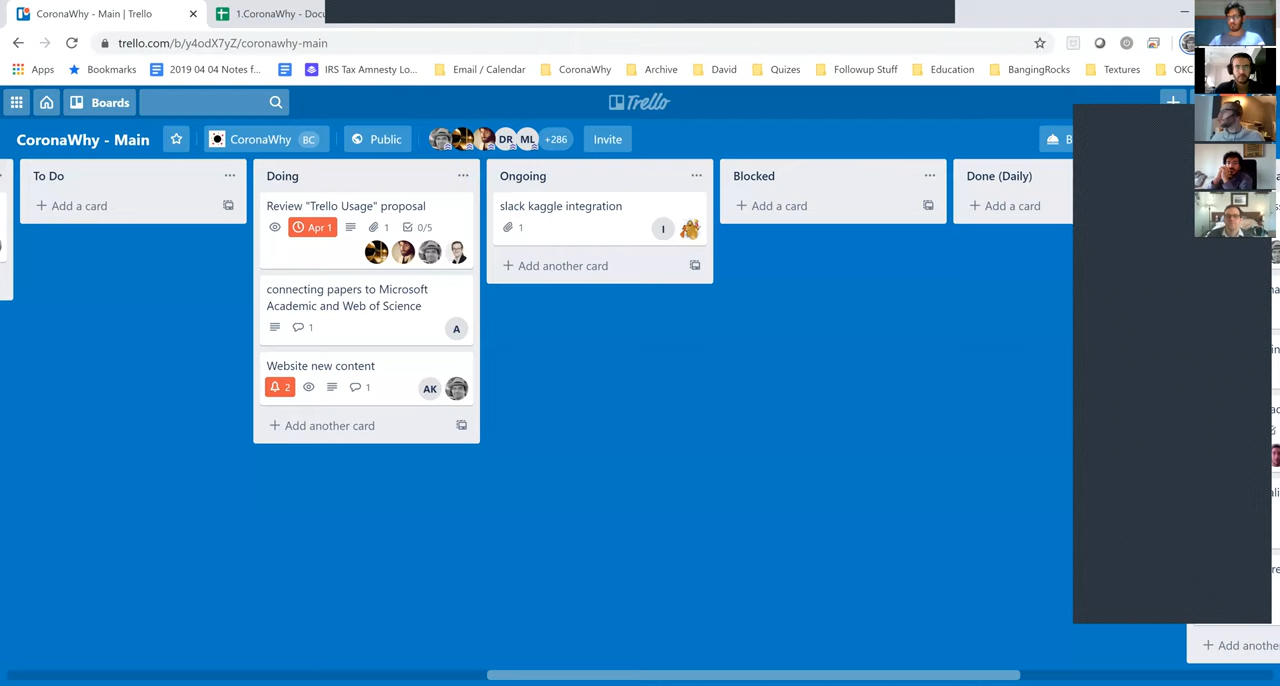 CoronaWhy - Main | Trello
1.CoronaWhy - Docu
trello.com/b/y4odX7yZ/coronawhy-main
Apps
Bookmarks
2019 04 04 Notes f...
IRS Tax Amnesty Lo...
Email / Calendar
CoronaWhy
Archive
David
Quizes
Followup Stuff
Education
BangingRocks
Textures
OKC
Boards
Trello
CoronaWhy - Main
CoronaWhy BC
Public
DR
ML
+286
Invite
B
To Do
+ Add a card
Doing
Review "Trello Usage" proposal
Apr 1
1
0/5
connecting papers to Microsoft
Academic and Web of Science
1
A
Website new content
2
1
AK
+ Add another card
Ongoing
slack kaggle integration
1
I
+ Add another card
Blocked
+ Add a card
Done (Daily)
+ Add a card
+ Add anothe